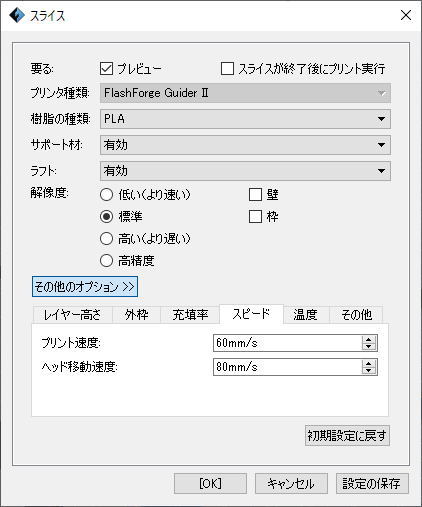 スライス
要る: プレビュー スライスが終了後にプリント実行
プリンタ種類: FlashForge Guider II
樹脂の種類: PLA
サポート材: 有効
ラフト: 有効
解像度: 低い(より速い) 壁
標準 枠
高い(より遅い)
高精度
その他のオプション >>
レイヤー高さ 外枠 充填率 スピード 温度 その他
プリント速度: 60mm/s
ヘッド移動速度: 80mm/s
初期設定に戻す
[OK] キャンセル 設定の保存